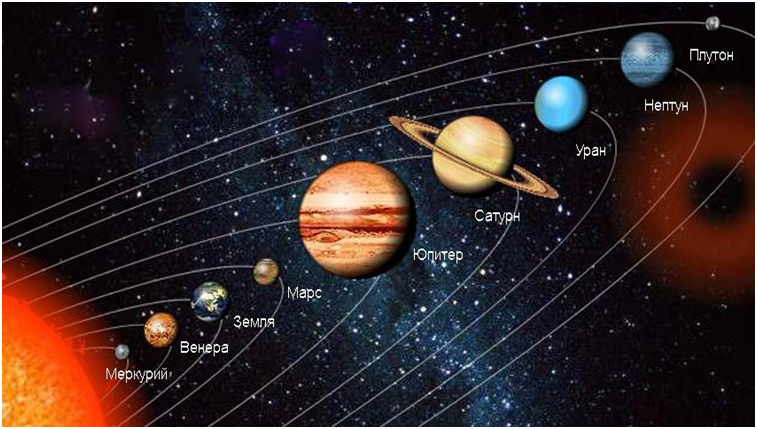 Плутон
Нептун
Уран
Сатурн
Юпитер
Марс
Земля
Венера
Меркурий